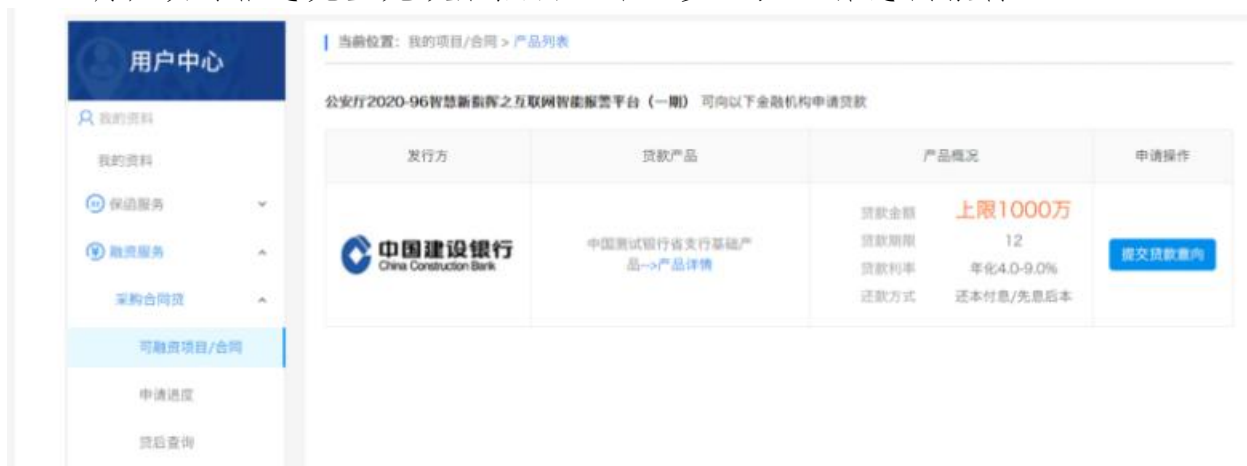 用户中心
当前位置：我的项目/合同 > 产品列表
公安厅2020-96智慧新指挥之互联网智能报警平台（一期） 可向以下金融机构申请贷款
我的资料
我的资料
保函服务
融资服务
采购合同贷
可融资项目/合同
申请进度
贷后查询
发行方 贷款产品 产品概况 申请操作
中国建设银行
China Construction Bank
中国测试银行省支行基础产
品-->产品详情
贷款金额 上限1000万
贷款期限 12
贷款利率 年化4.0-9.0%
还款方式 还本付息/先息后本
提交贷款意向